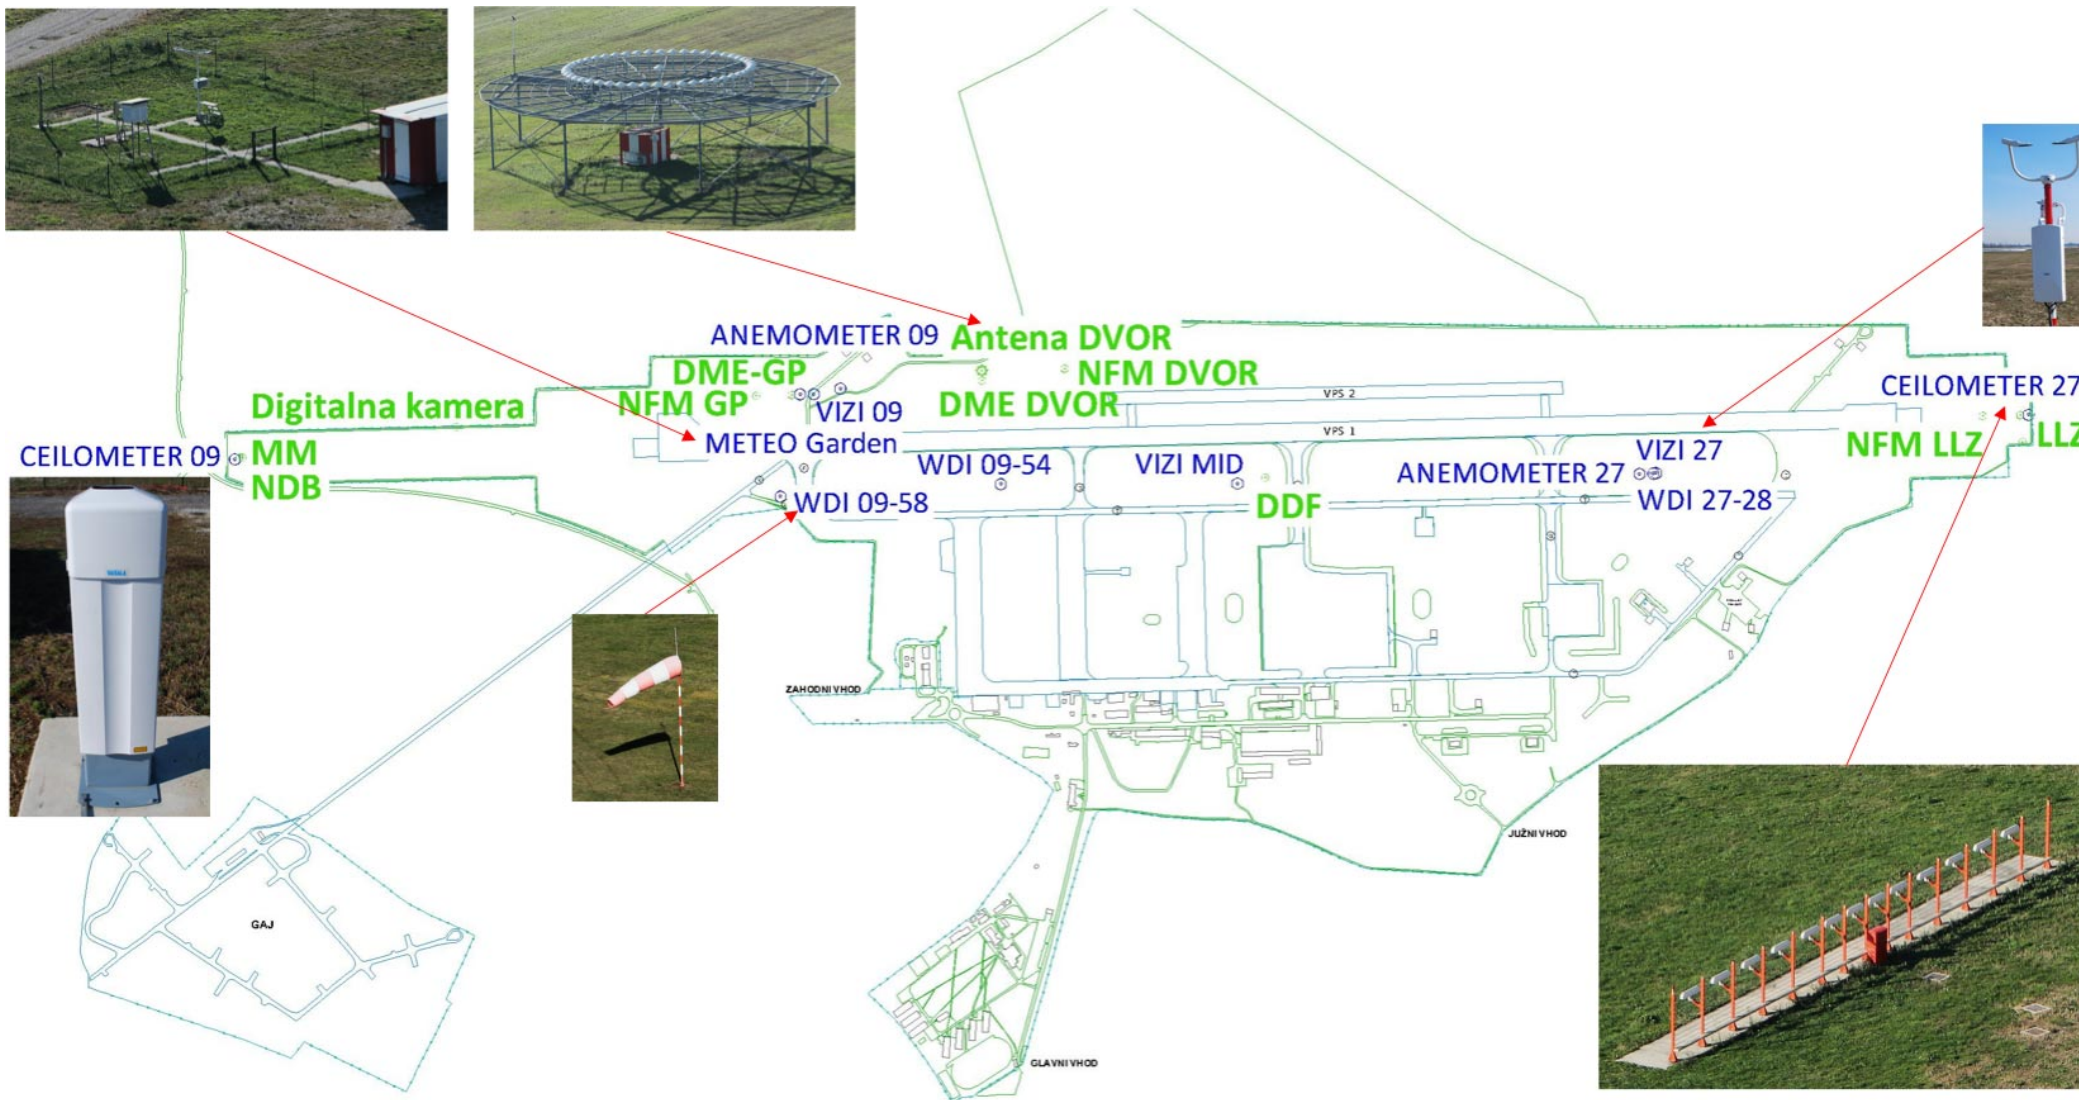 ANEMOMETER 09
Antena DVOR
DME-GP
NFM DVOR
NFM GP
VIZI 09
DME DVOR
VPS 2
CEILOMETER 27
Digitalna kamera
METEO Garden
VPS 1
LLZ
NFM LLZ
CEILOMETER 09
MM
NDB
WDI 09-54
VIZI MID
VIZI 27
ANEMOMETER 27
WDI 09-58
DDF
WDI 27-28
ZAHODNI VHOD
JUŽNI VHOD
GAJ
GLAVNI VHOD